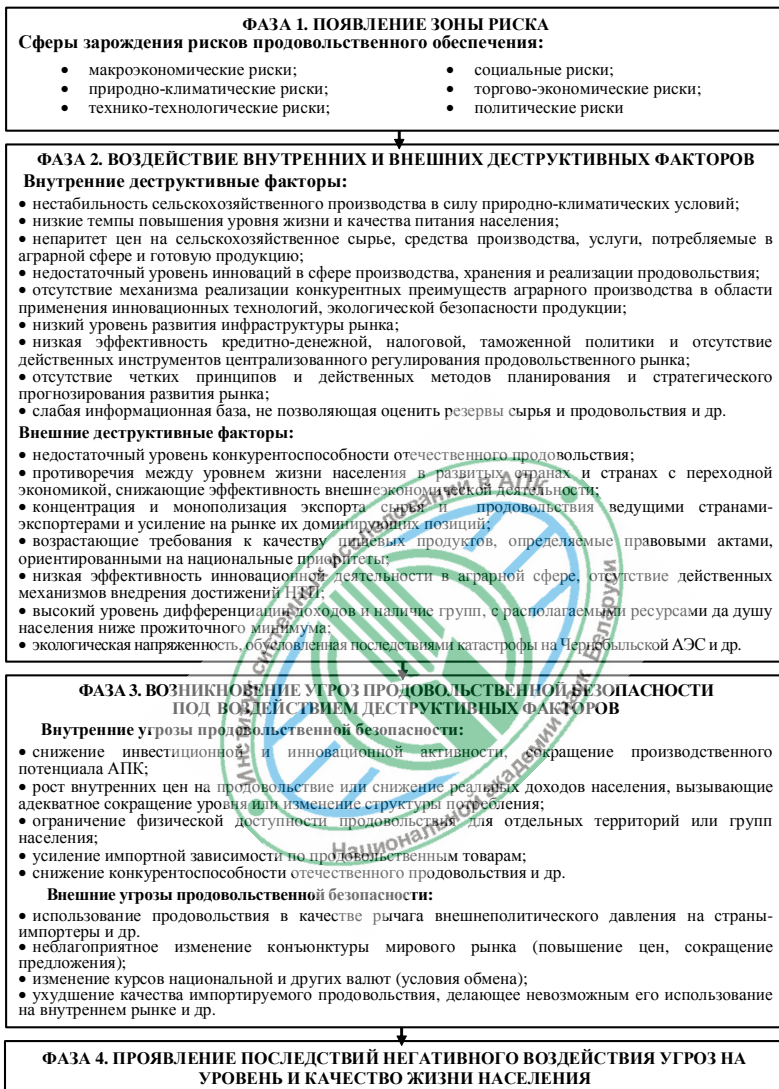 ФАЗА 1. ПОЯВЛЕНИЕ ЗОНЫ РИСКА
Сферы зарождения рисков продовольственного обеспечения:
• макроэкономические риски;
• природно-климатические риски;
• технико-технологические риски;
• социальные риски;
• торгово-экономические риски;
• политические риски
ФАЗА 2. ВОЗДЕЙСТВИЕ ВНУТРЕННИХ И ВНЕШНИХ ДЕСТРУКТИВНЫХ ФАКТОРОВ
Внутренние деструктивные факторы:
• нестабильность сельскохозяйственного производства в силу природно-климатических условий;
• низкие темпы повышения уровня жизни и качества питания населения;
• непаритет цен на сельскохозяйственное сырье, средства производства, услуги, потребляемые в
аграрной сфере и готовую продукцию;
• недостаточный уровень инноваций в сфере производства, хранения и реализации продовольствия;
• отсутствие механизма реализации конкурентных преимуществ аграрного производства в области
применения инновационных технологий, экологической безопасности продукции;
• низкий уровень развития инфраструктуры рынка;
• низкая эффективность кредитно-денежной, налоговой, таможенной политики и отсутствие
действенных инструментов централизованного регулирования продовольственного рынка;
• отсутствие четких принципов и действенных методов планирования и стратегического
прогнозирования развития рынка;
• слабая информационная база, не позволяющая оценить резервы сырья и продовольствия и др.
Внешние деструктивные факторы:
• недостаточный уровень конкурентоспособности отечественного продовольствия;
• противоречия между уровнем жизни населения в развитых странах и странах с переходной
экономикой, снижающие эффективность внешнеэкономической деятельности;
• концентрация и монополизация экспорта сырья и продовольствия ведущими странами-
экспортерами и усиление на рынке их доминирующих позиций;
• возрастающие требования к качеству пищевых продуктов, определяемые правовыми актами,
ориентированными на национальные приоритеты;
• низкая эффективность инновационной деятельности в аграрной сфере, отсутствие действенных
механизмов внедрения достижений НТП;
• высокий уровень дифференциации доходов и наличие групп, с располагаемыми ресурсами да душу
населения ниже прожиточного минимума;
• экологическая напряженность, обусловленная последствиями катастрофы на Чернобыльской АЭС и др.
ФАЗА 3. ВОЗНИКНОВЕНИЕ УГРОЗ ПРОДОВОЛЬСТВЕННОЙ БЕЗОПАСНОСТИ
ПОД ВОЗДЕЙСТВИЕМ ДЕСТРУКТИВНЫХ ФАКТОРОВ
Внутренние угрозы продовольственной безопасности:
• снижение инвестиционной и инновационной активности, сокращение производственного
потенциала АПК;
• рост внутренних цен на продовольствие или снижение реальных доходов населения, вызывающие
адекватное сокращение уровня или изменение структуры потребления;
• ограничение физической доступности продовольствия для отдельных территорий или групп
населения;
• усиление импортной зависимости по продовольственным товарам;
• снижение конкурентоспособности отечественного продовольствия и др.
Внешние угрозы продовольственной безопасности:
• использование продовольствия в качестве рычага внешнеполитического давления на страны-
импортеры и др.
• неблагоприятное изменение конъюнктуры мирового рынка (повышение цен, сокращение
предложения);
• изменение курсов национальной и других валют (условия обмена);
• ухудшение качества импортируемого продовольствия, делающее невозможным его использование
на внутреннем рынке и др.
ФАЗА 4. ПРОЯВЛЕНИЕ ПОСЛЕДСТВИЙ НЕГАТИВНОГО ВОЗДЕЙСТВИЯ УГРОЗ НА
УРОВЕНЬ И КАЧЕСТВО ЖИЗНИ НАСЕЛЕНИЯ
Институт системных исследований в АПК
Национальной академии наук Беларуси